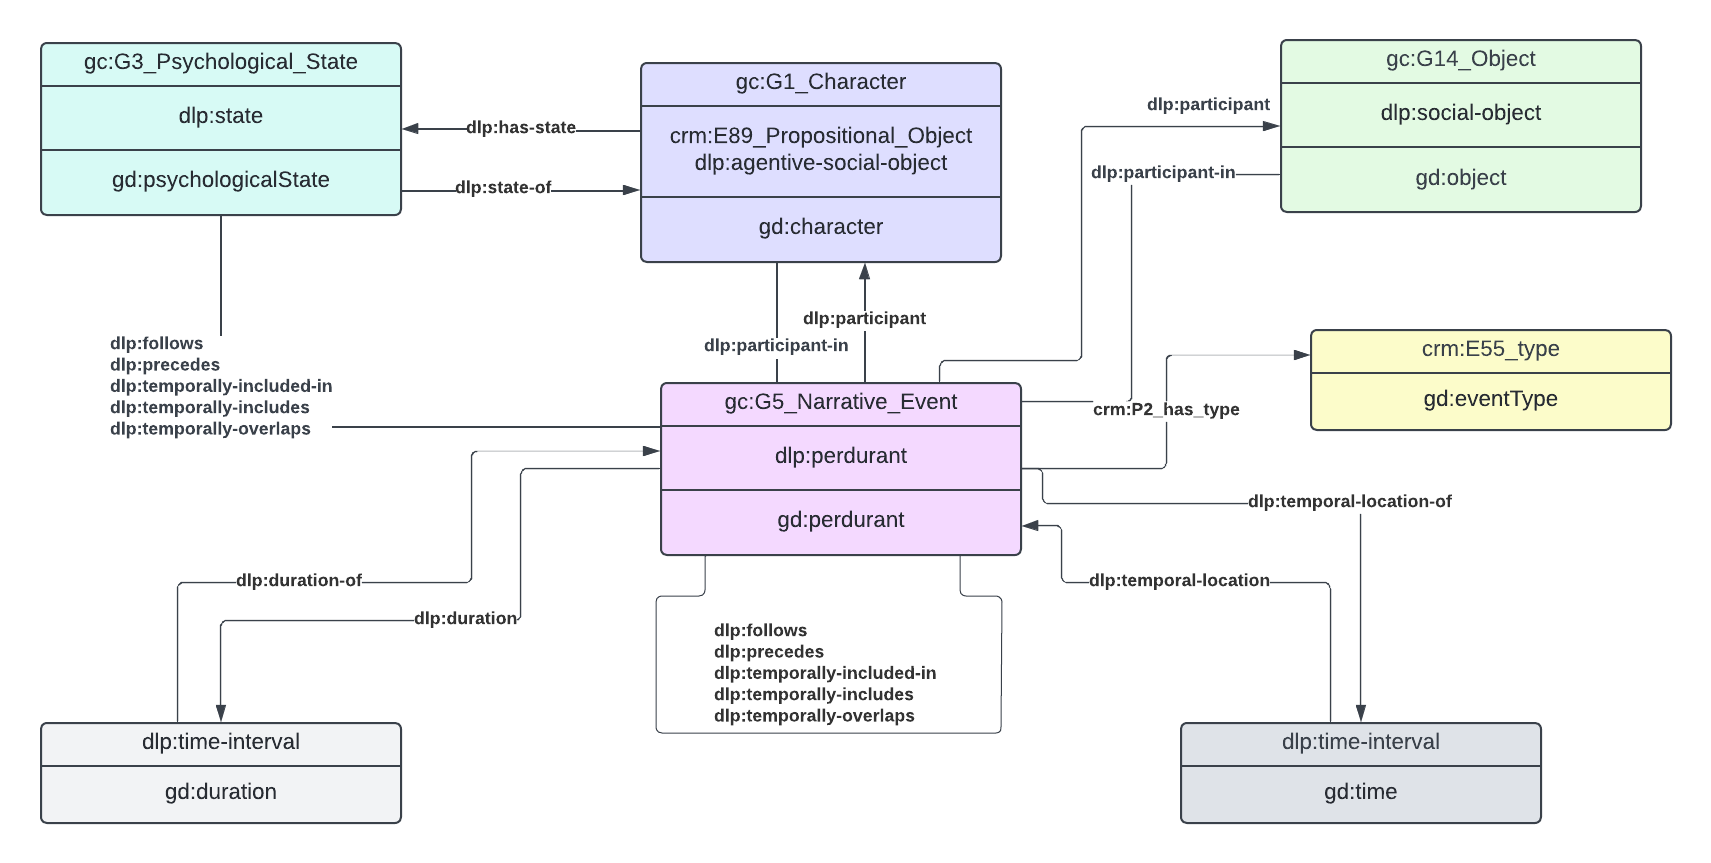 gc:G3_Psychological_State
dlp:state
gd:psychologicalState
dlp:has-state
dlp:state-of
gc:G1_Character
crm:E89_Propositional_Object
dlp:agentive-social-object
gd:character
dlp:participant
dlp:participant-in
gc:G14_Object
dlp:social-object
gd:object
dlp:participant
dlp:participant-in
dlp:follows
dlp:precedes
dlp:temporally-included-in
dlp:temporally-includes
dlp:temporally-overlaps
gc:G5_Narrative_Event
dlp:perdurant
gd:perdurant
crm:P2_has_type
crm:E55_type
gd:eventType
dlp:temporal-location-of
dlp:temporal-location
dlp:duration-of
dlp:duration
dlp:follows
dlp:precedes
dlp:temporally-included-in
dlp:temporally-includes
dlp:temporally-overlaps
dlp:time-interval
gd:duration
dlp:time-interval
gd:time